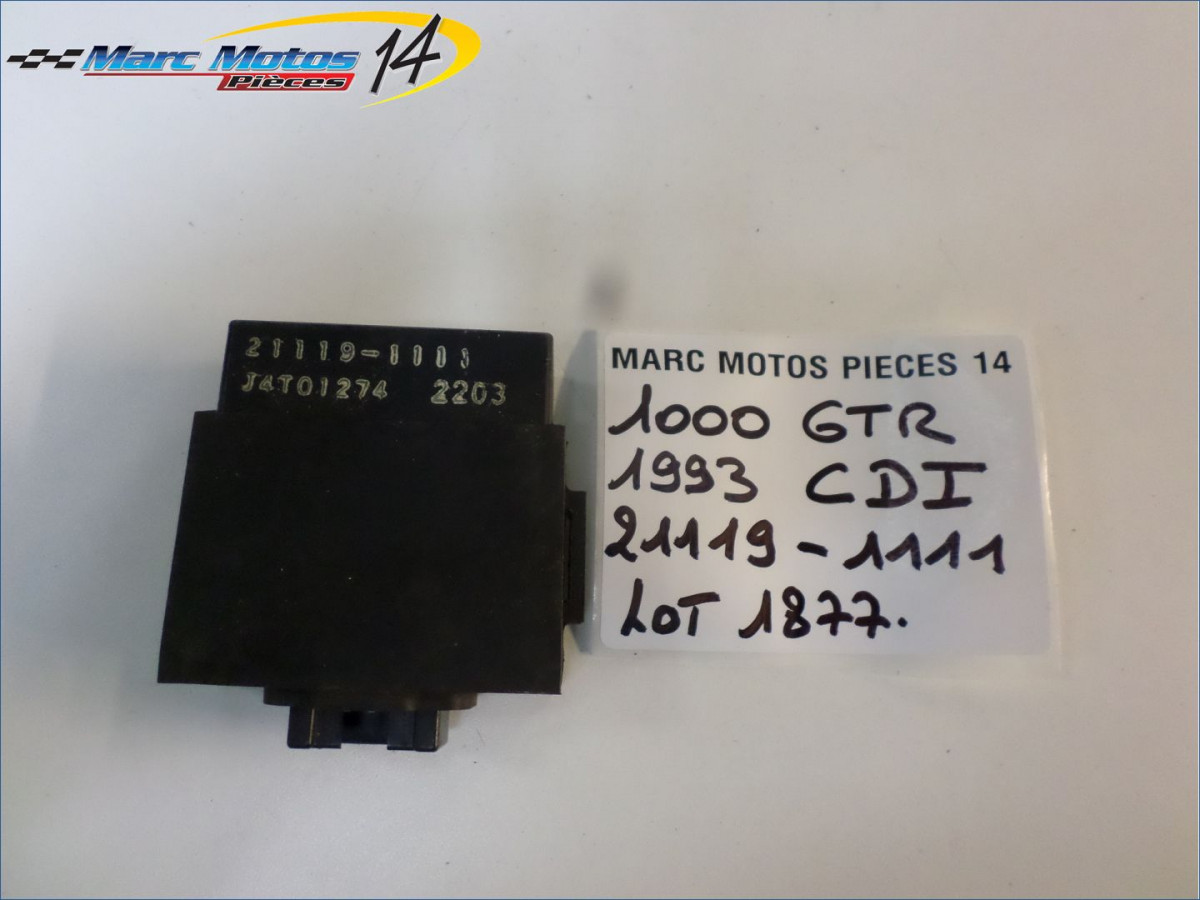 Marc Motos 14
Pièces
21119-1111
J4T01274 2203
MARC MOTOS PIECES 14
1000 GTR
1993 CDI
21119-1111
LOT 1877.